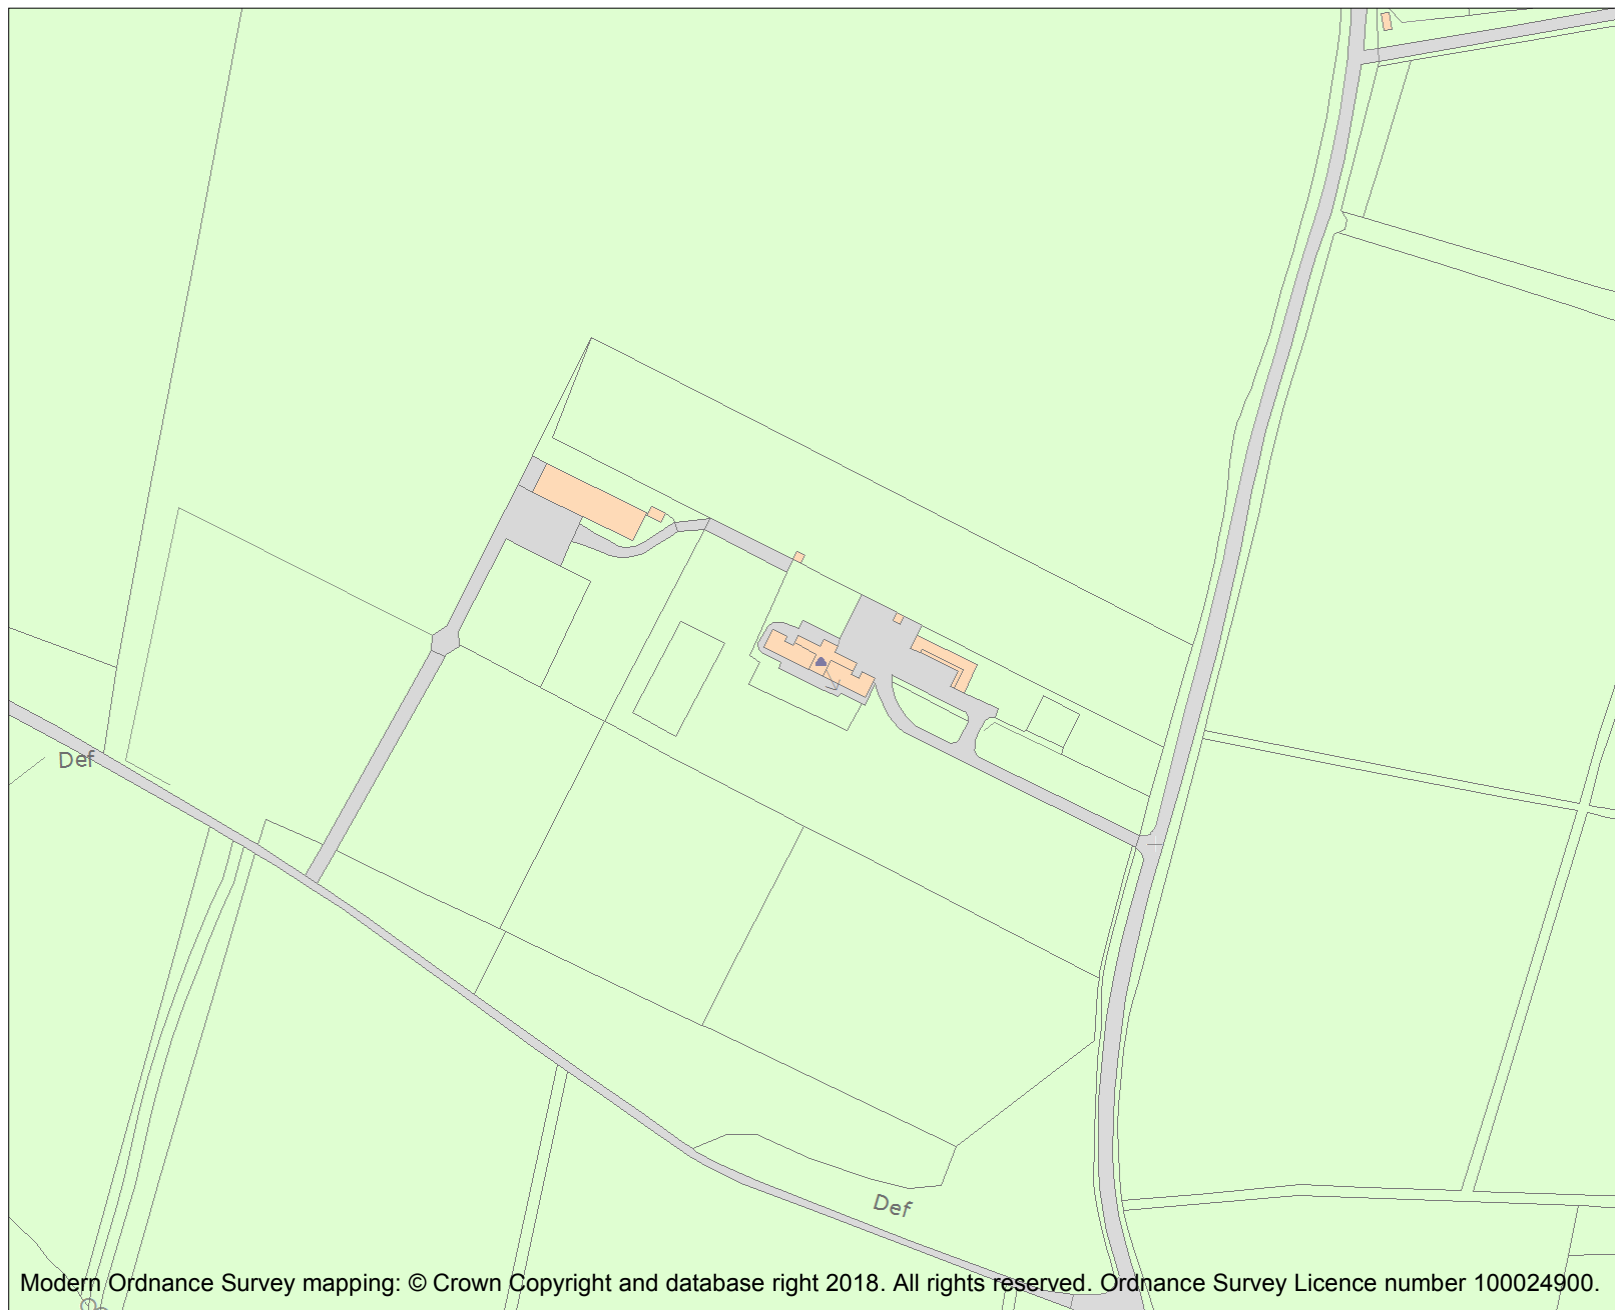 Def
Def
Modern Ordnance Survey mapping: © Crown Copyright and database right 2018. All rights reserved. Ordnance Survey Licence number 100024900.